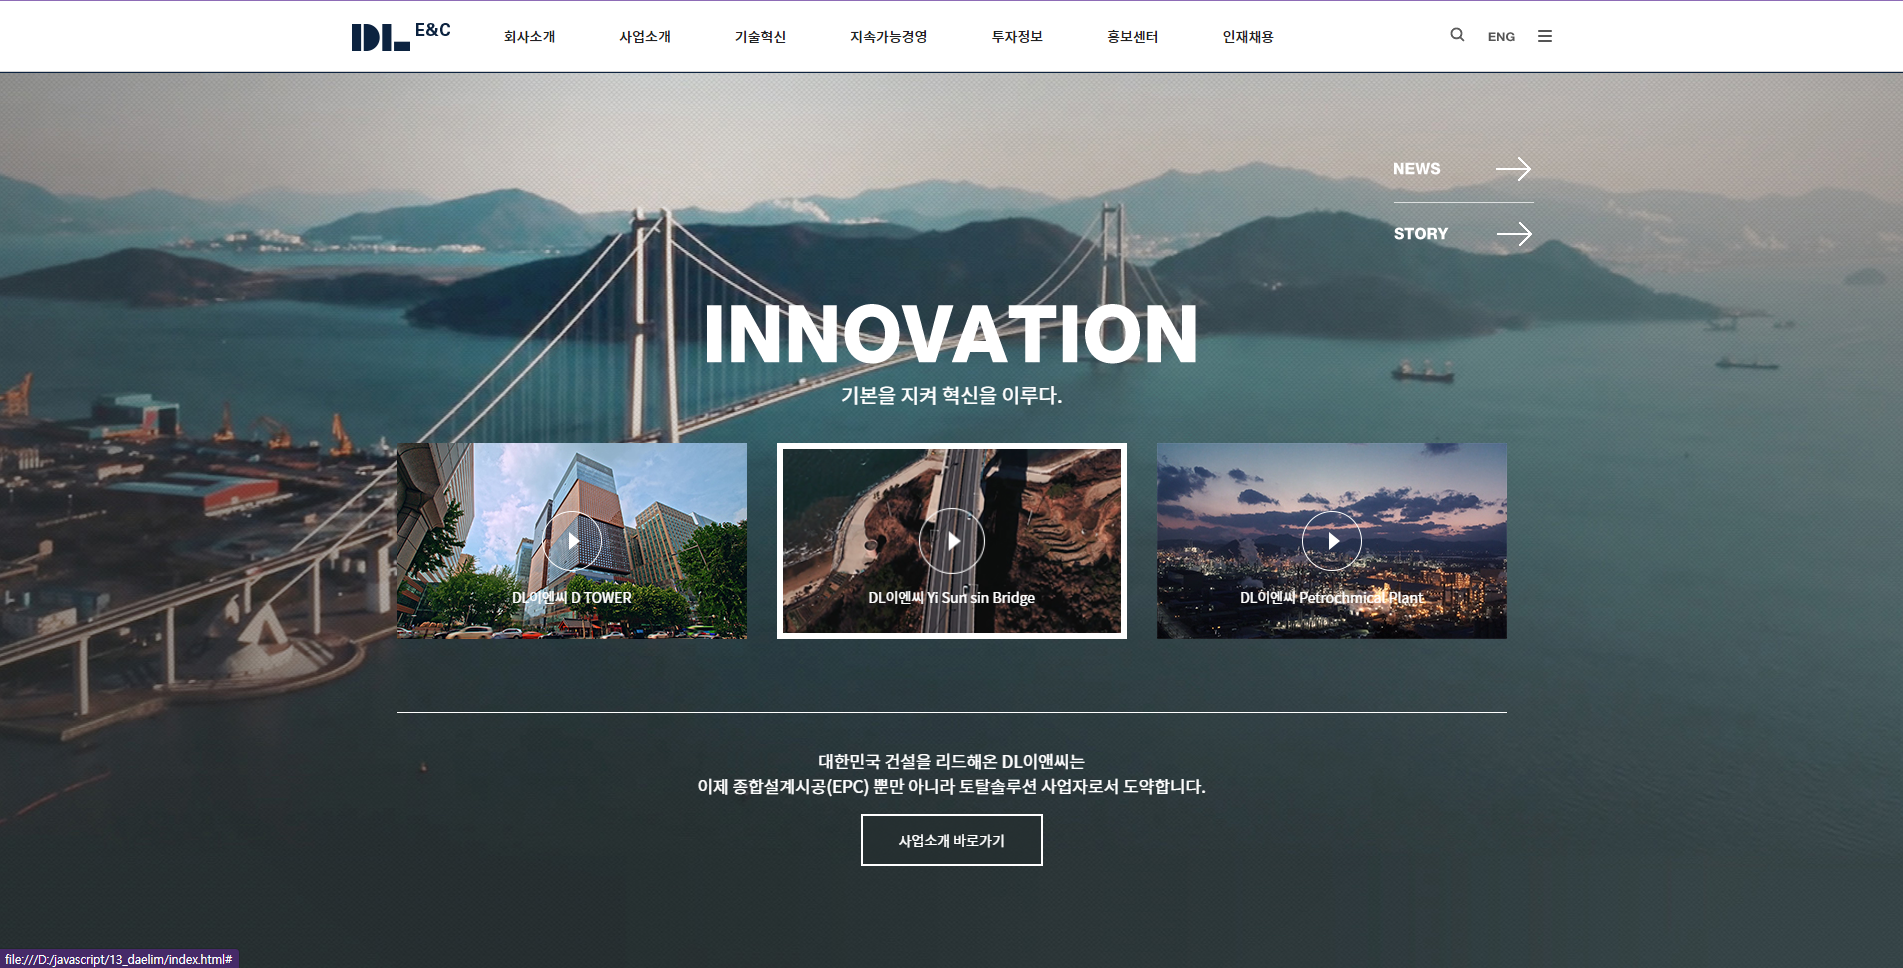 DL E&C
회사소개 사업소개 기술혁신 지속가능경영 투자정보 홍보센터 인재채용 ENG
NEWS
STORY
INNOVATION
기본을 지켜 혁신을 이루다.
DL이엔씨 D TOWER
DL이엔씨 Yi Sun sin Bridge
DL이엔씨 Petrochmical Plant
대한민국 건설을 리드해온 DL이앤씨는
이제 종합설계시공(EPC) 뿐만 아니라 토탈솔루션 사업자로서 도약합니다.
사업소개 바로가기
file:///D:/javascript/13_daelim/index.html#